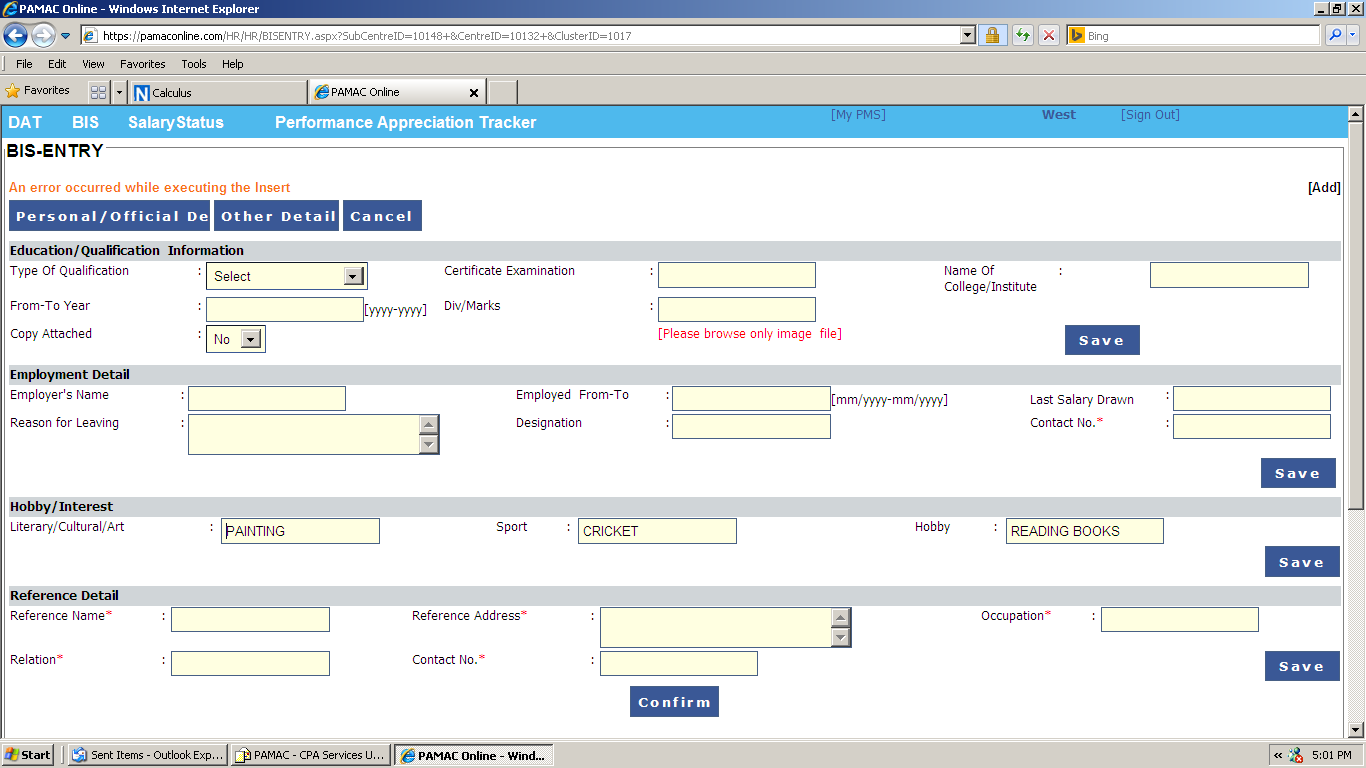 PAMAC Online - Windows Internet Explorer
https://pamaconline.com/HR/HR/BISENTRY.aspx?SubCentreID=10148+&CentreID=10132+&ClusterID=1017
Bing
File Edit View Favorites Tools Help
Favorites Calculus PAMAC Online
DAT BIS SalaryStatus Performance Appreciation Tracker [My PMS] West [Sign Out]
BIS-ENTRY
An error occurred while executing the Insert [Add]
Personal/Official De Other Detail Cancel
Education/Qualification Information
Type Of Qualification : Select Certificate Examination : Name Of College/Institute :
From-To Year : [yyyy-yyyy] Div/Marks :
Copy Attached : No [Please browse only image file] Save
Employment Detail
Employer's Name : Employed From-To : [mm/yyyy-mm/yyyy] Last Salary Drawn :
Reason for Leaving : Designation : Contact No.* :
Save
Hobby/Interest
Literary/Cultural/Art : PAINTING Sport : CRICKET Hobby : READING BOOKS
Save
Reference Detail
Reference Name* : Reference Address* : Occupation* :
Relation* : Contact No.* : Save
Confirm
Start Sent Items - Outlook Exp... PAMAC - CPA Services U... PAMAC Online - Wind... « 5:01 PM